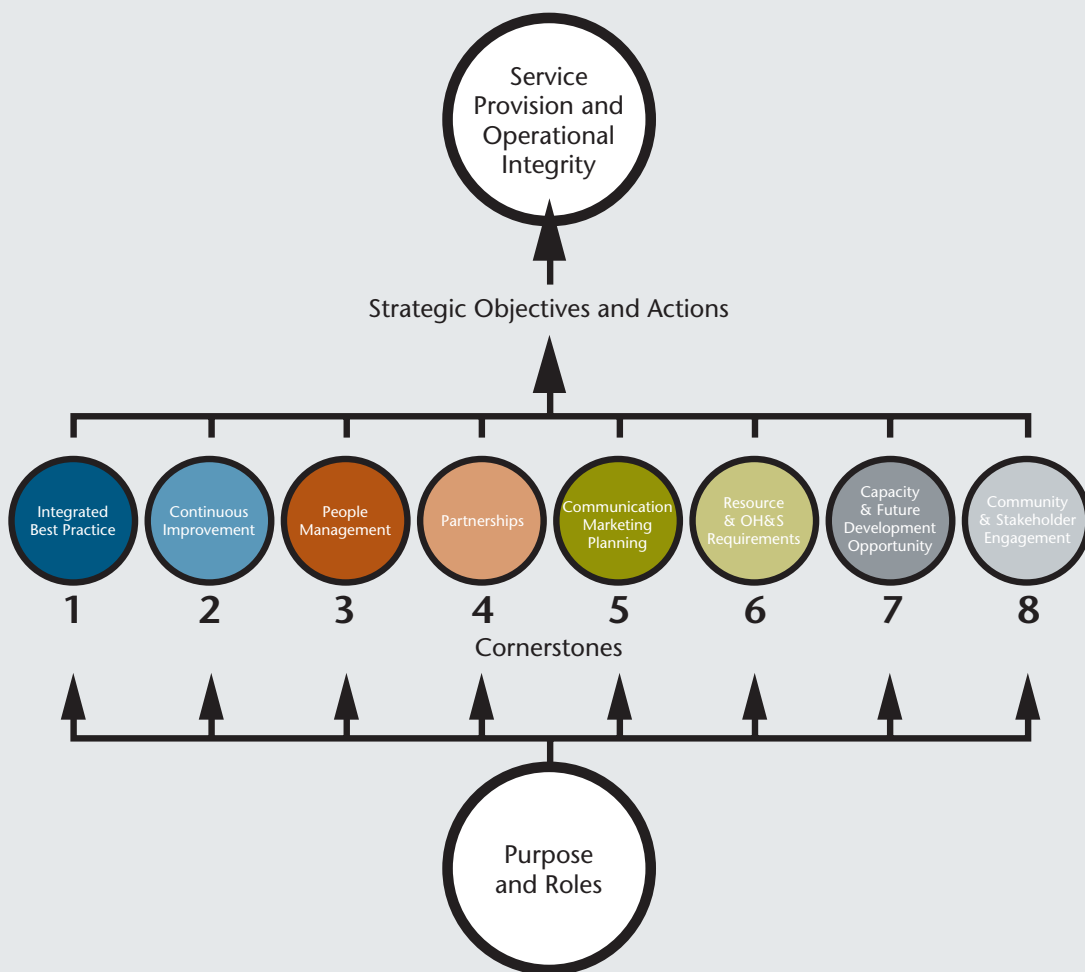 Service
Provision and
Operational
Integrity
Strategic Objectives and Actions
Integrated
Best Practice
Continuous
Improvement
People
Management
Partnerships
Communication
Marketing
Planning
Resource
& OH&S
Requirements
Capacity
& Future
Development
Opportunity
Community
& Stakeholder
Engagement
1
2
3
4
5
6
7
8
Cornerstones
Purpose
and Roles